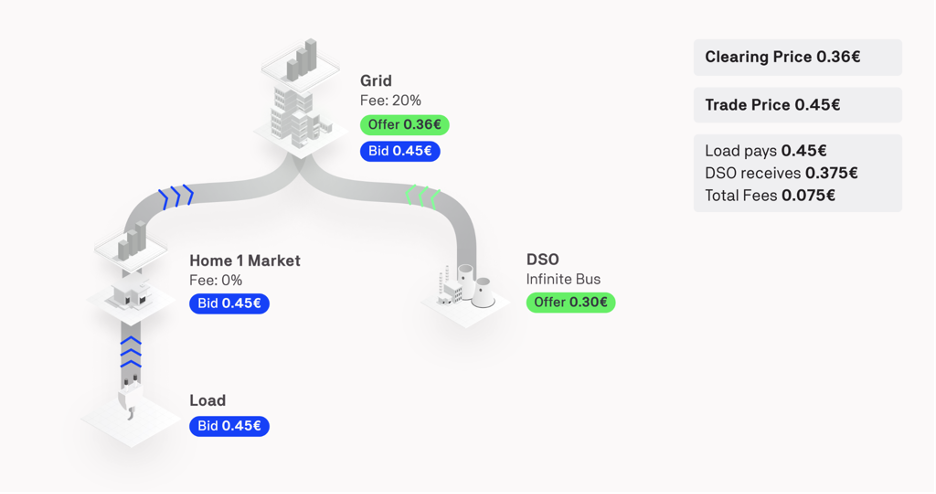 Grid
Fee: 20%
Offer 0.36€
Bid 0.45€
Clearing Price 0.36€
Trade Price 0.45€
Load pays 0.45€
DSO receives 0.375€
Total Fees 0.075€
Home 1 Market
Fee: 0%
Bid 0.45€
DSO
Infinite Bus
Offer 0.30€
Load
Bid 0.45€